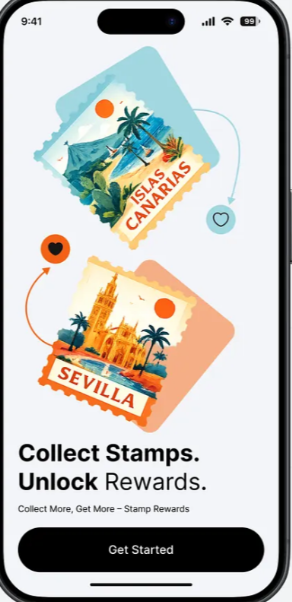 9:41
99
ISLAS
CANARIAS
SEVILLA
Collect Stamps.
Unlock Rewards.
Collect More, Get More – Stamp Rewards
Get Started